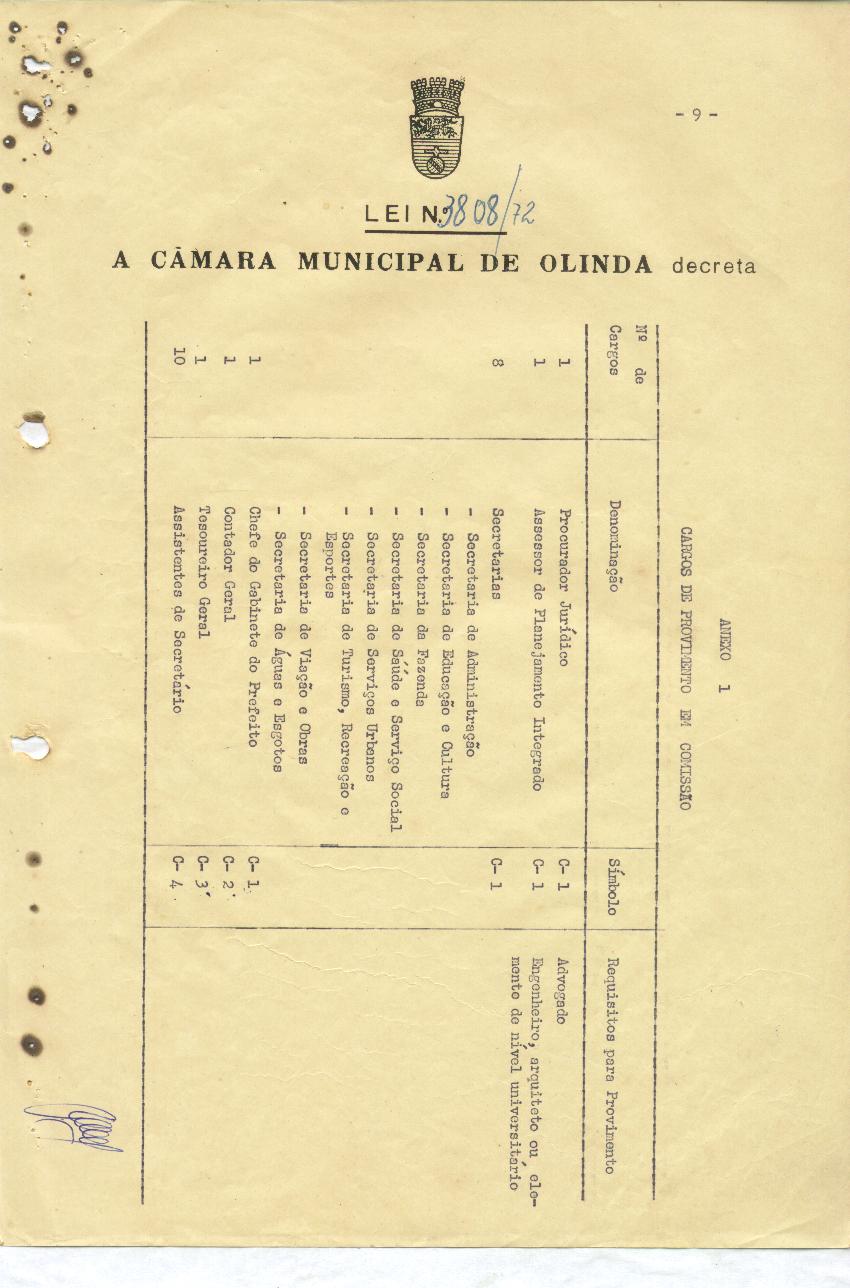 - 9 -
LEI N. 3808/72
A CÂMARA MUNICIPAL DE OLINDA decreta
ANEXO 1
CARGOS DE PROVIMENTO EM COMISSÃO
Nº de Cargos Denominação Símbolo Requisitos para Provimento
1 Procurador Jurídico C- 1 Advogado
1 Assessor de Planejamento Integrado C- 1 Engenheiro, arquiteto ou ele-
mento de nível universitário
8 Secretarias C- 1
- Secretaria de Administração
- Secretaria de Educação e Cultura
- Secretaria da Fazenda
- Secretaria de Saúde e Serviço Social
- Secretaria de Serviços Urbanos
- Secretaria de Turismo, Recreação e
Esportes
- Secretaria de Viação e Obras
- Secretaria de Águas e Esgotos
1 Chefe do Gabinete do Prefeito C- 1
1 Contador Geral C- 2
1 Tesoureiro Geral C- 3
10 Assistentes de Secretário C- 4